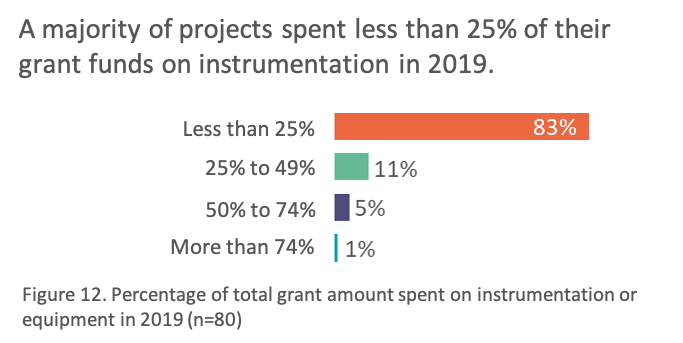 A majority of projects spent less than 25% of their
grant funds on instrumentation in 2019.
Less than 25% 83%
25% to 49% 11%
50% to 74% 5%
More than 74% 1%
Figure 12. Percentage of total grant amount spent on instrumentation or
equipment in 2019 (n=80)